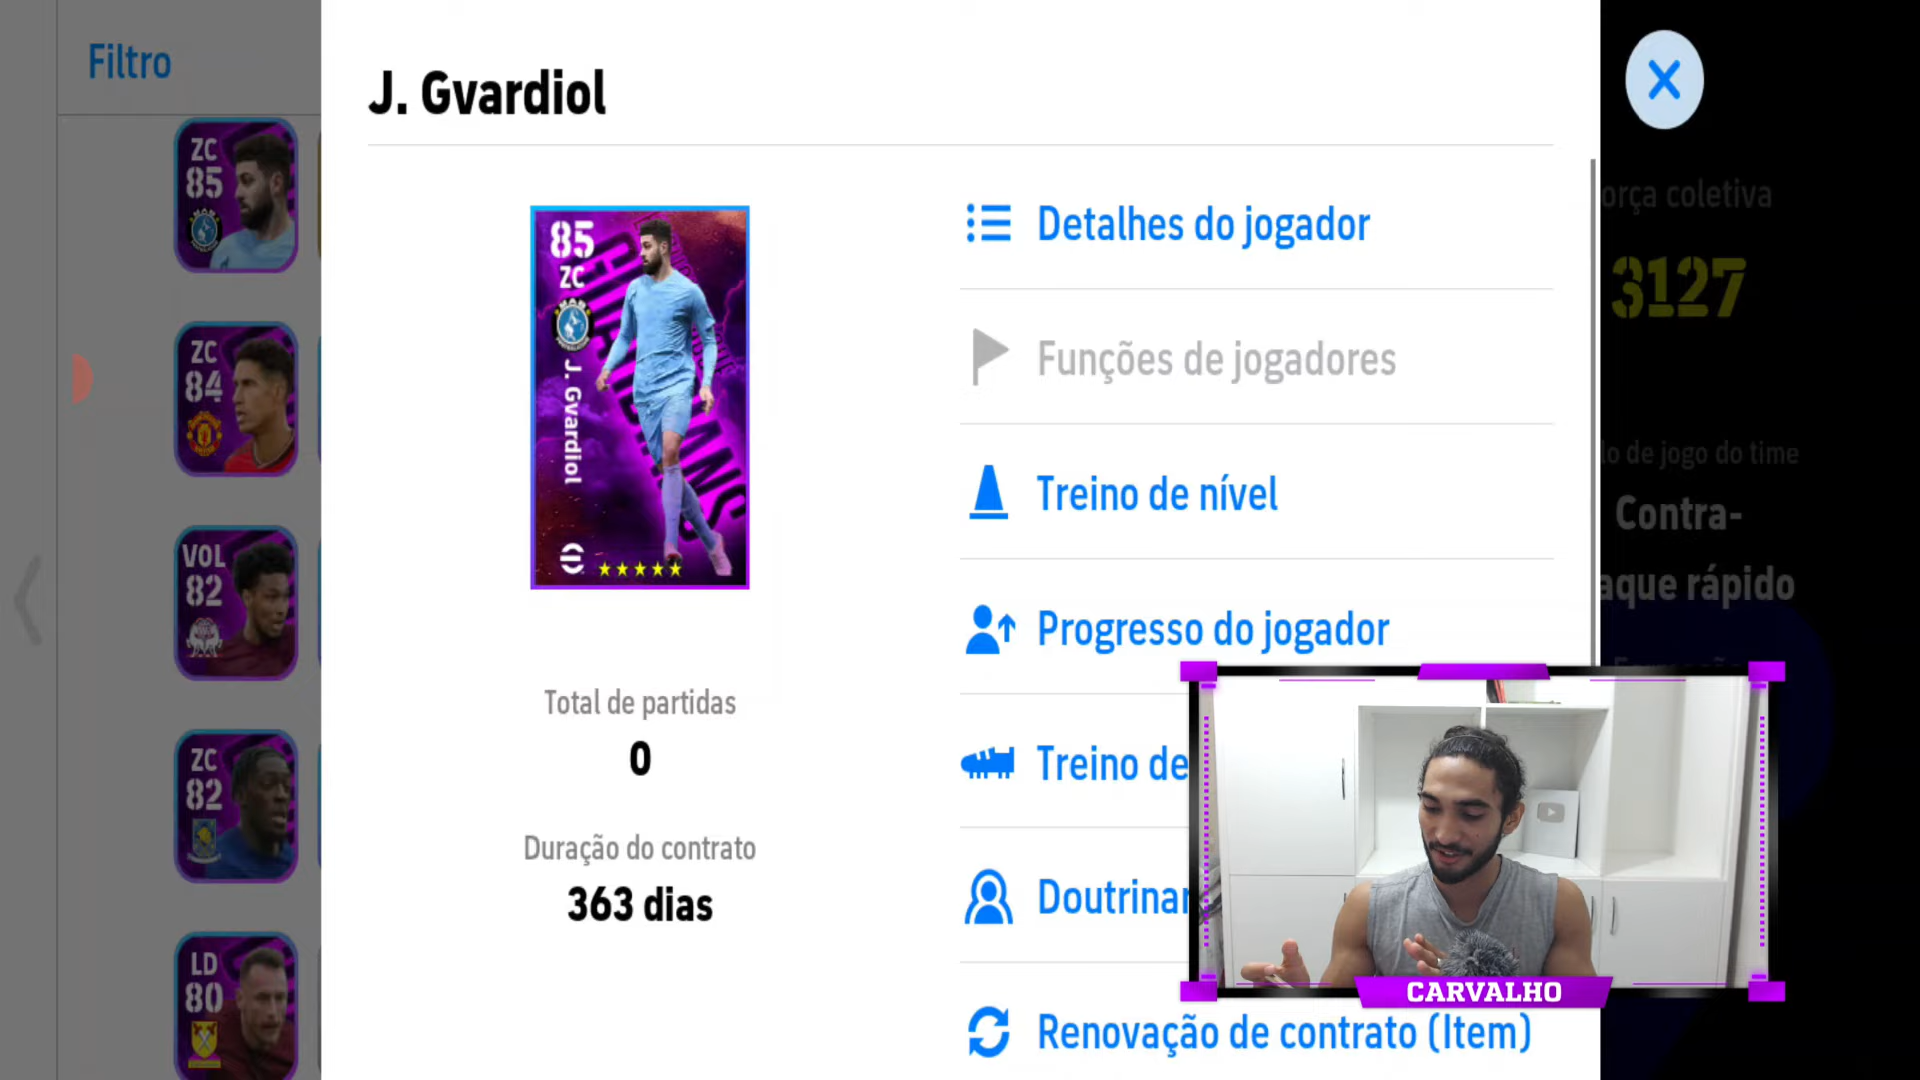 Filtro
J. Gvardiol
ZC
85
ZC
84
VOL
82
ZC
82
LD
80
85
ZC
J. Gvardiol
Total de partidas
0
Duração do contrato
363 dias
Detalhes do jogador
Funções de jogadores
Treino de nível
Progresso do jogador
Treino de
Doutrinar
Renovação de contrato (Item)
orça coletiva
3127
lo de jogo do time
Contra-
aque rápido
CARVALHO